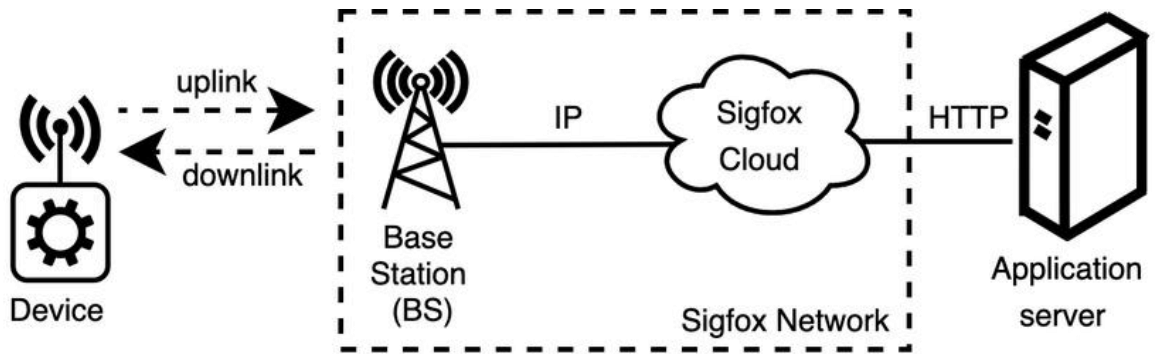 uplink
downlink
Device
Base
Station
(BS)
IP
Sigfox
Cloud
Sigfox Network
HTTP
Application
server